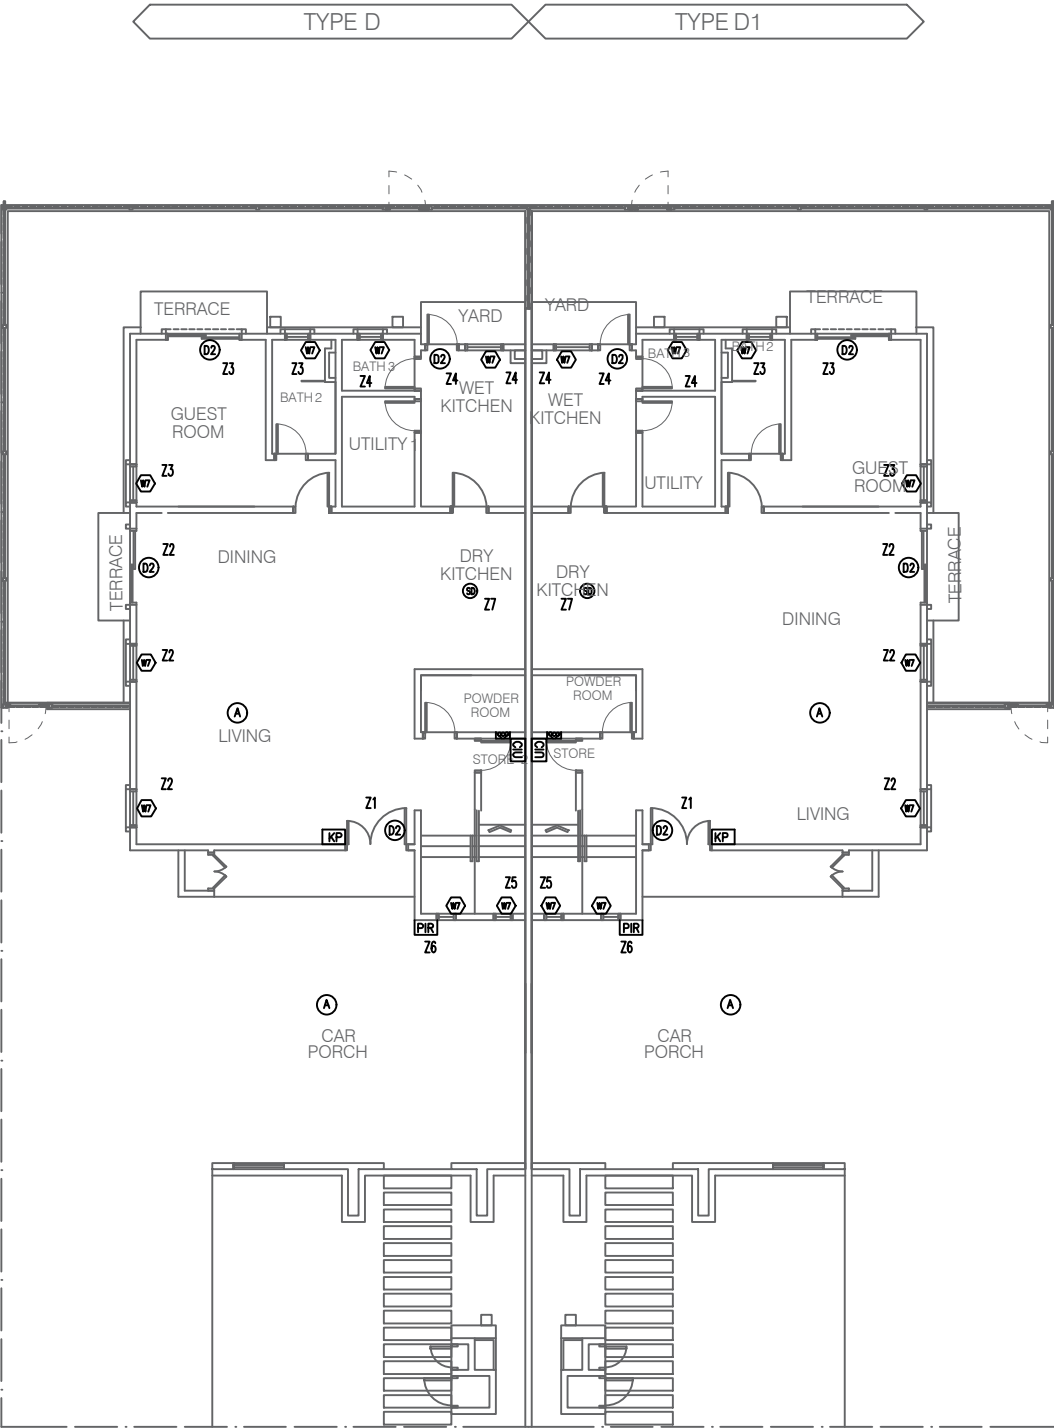 TYPE D
TYPE D1
TERRACE
YARD
YARD
TERRACE
D2
Z3
W7
Z3
W7
BATH 3
Z4
D2
Z4
W7
Z4
W7
Z4
D2
Z4
W7
BATH 3
Z4
W7
BATH 2
Z3
D2
Z3
BATH 2
GUEST
ROOM
WET
KITCHEN
WET
KITCHEN
UTILITY
UTILITY
W7
Z3
Z3
W7
GUEST
ROOM
TERRACE
D2
Z2
DINING
DRY
KITCHEN
SD
Z7
DRY
KITCHEN
SD
Z7
DINING
Z2
D2
TERRACE
W7
Z2
Z2
W7
A
LIVING
POWDER
ROOM
POWDER
ROOM
A
STORE
CIU
CIU
STORE
W7
Z2
Z1
KP
D2
Z1
D2
KP
LIVING
Z2
W7
W7
Z5
W7
Z5
W7
W7
PIR
Z6
PIR
Z6
A
CAR
PORCH
A
CAR
PORCH